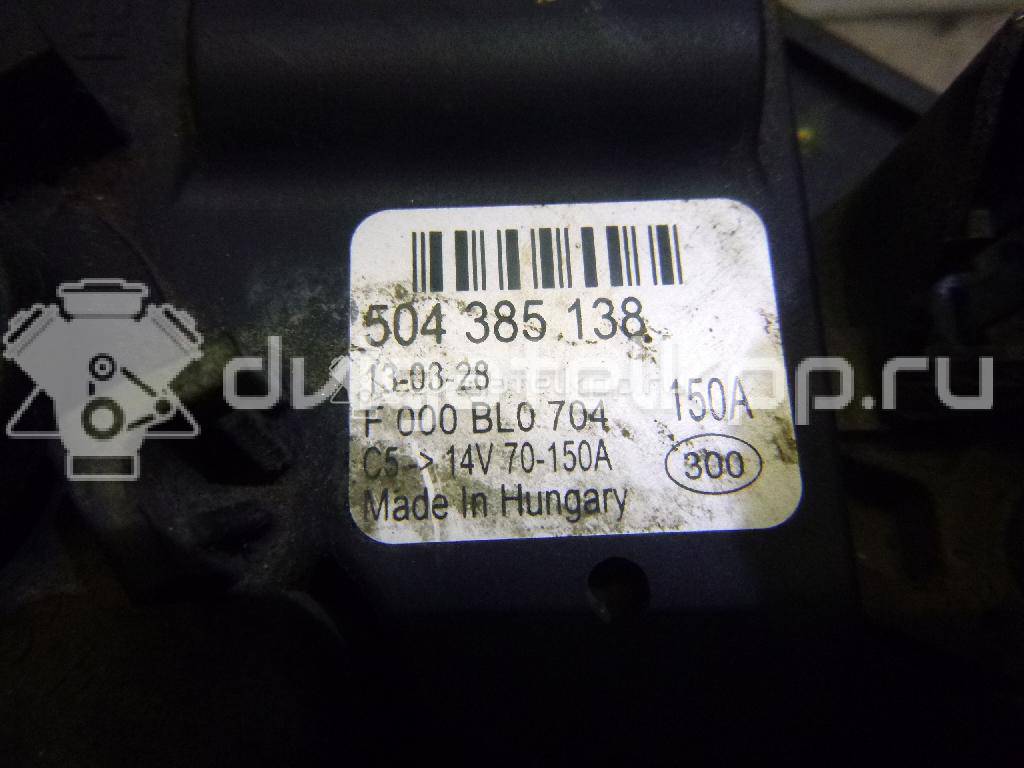 504 385 138
13-03-28
F 000 BL0 704
150A
C5-> 14V 70-150A
300
Made In Hungary